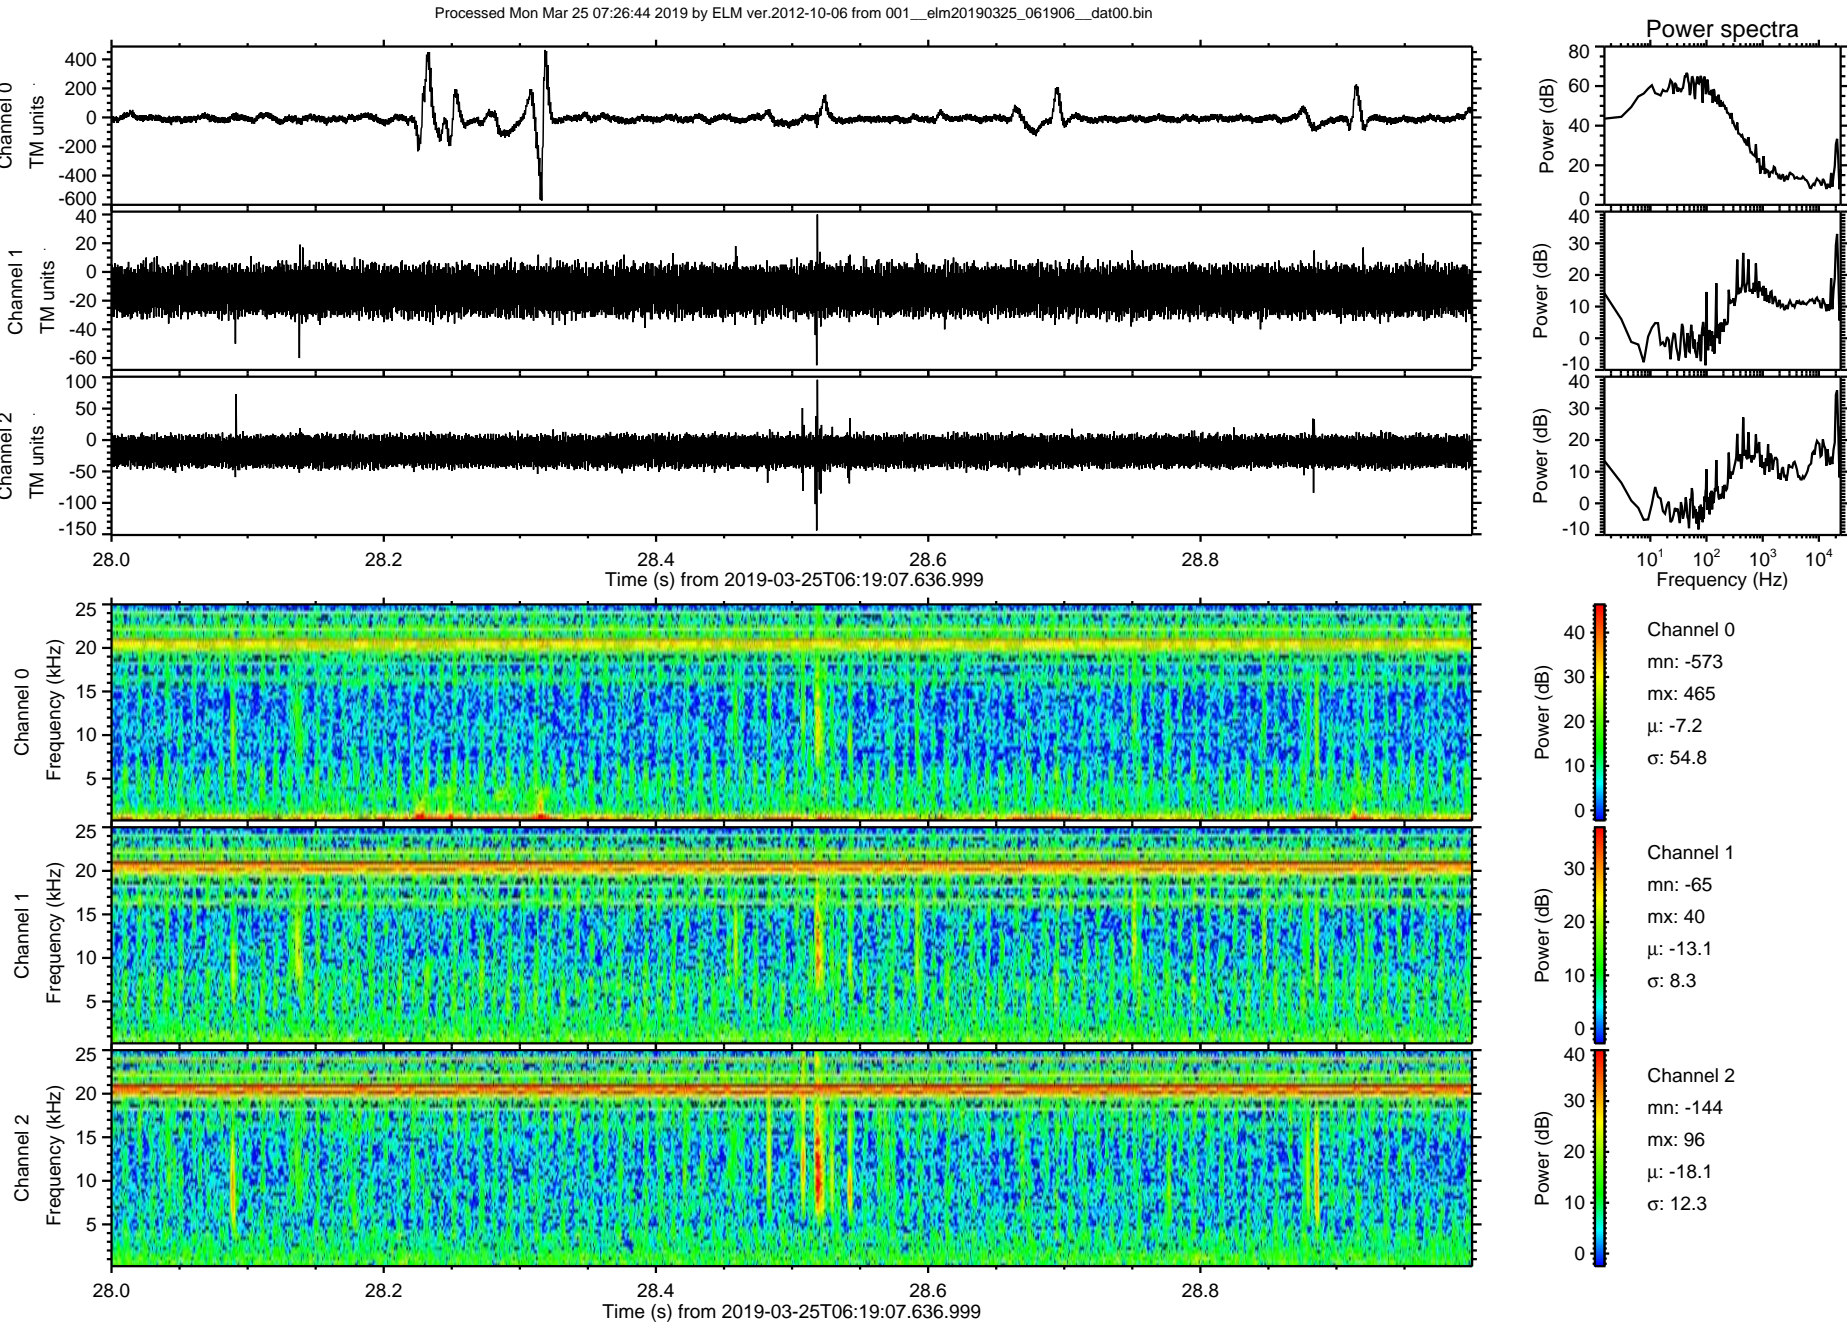 Processed Mon Mar 25 07:26:44 2019 by ELM ver.2012-10-06 from 001__elm20190325_061906__dat00.bin
Power spectra
Channel 0
TM units
400
200
0
-200
-400
-600
Power (dB)
80
60
40
20
0
Channel 1
TM units
40
20
0
-20
-40
-60
Power (dB)
40
30
20
10
0
-10
Channel 2
TM units
100
50
0
-50
-100
-150
Power (dB)
40
30
20
10
0
-10
28.0 28.2 28.4 28.6 28.8
Time (s) from 2019-03-25T06:19:07.636.999
10¹ 10² 10³ 10⁴
Frequency (Hz)
Channel 0
Frequency (kHz)
25
20
15
10
5
Power (dB)
40
30
20
10
0
Channel 0
mn: -573
mx: 465
µ: -7.2
σ: 54.8
Channel 1
Frequency (kHz)
25
20
15
10
5
Power (dB)
30
20
10
0
Channel 1
mn: -65
mx: 40
µ: -13.1
σ: 8.3
Channel 2
Frequency (kHz)
25
20
15
10
5
Power (dB)
40
30
20
10
0
Channel 2
mn: -144
mx: 96
µ: -18.1
σ: 12.3
28.0 28.2 28.4 28.6 28.8
Time (s) from 2019-03-25T06:19:07.636.999